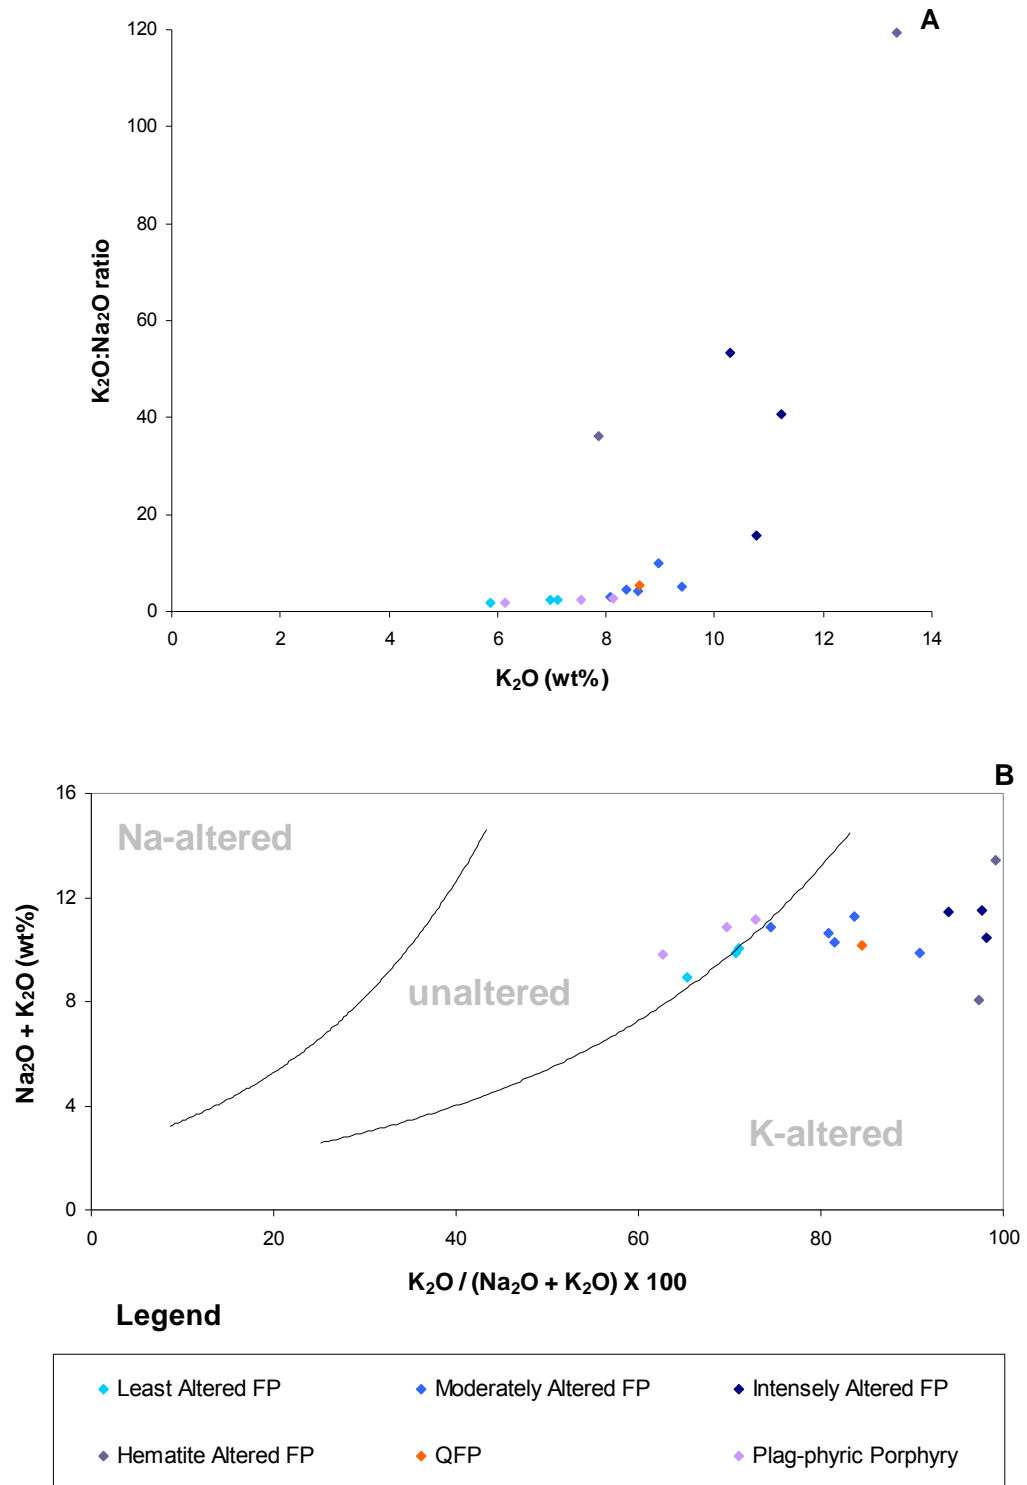 A
120
100
80
60
40
20
0
K₂O:Na₂O ratio
0 2 4 6 8 10 12 14
K₂O (wt%)
B
16
12
8
4
0
Na₂O + K₂O (wt%)
Na-altered
unaltered
K-altered
0 20 40 60 80 100
K₂O / (Na₂O + K₂O) X 100
Legend
Least Altered FP Moderately Altered FP Intensely Altered FP
Hematite Altered FP QFP Plag-phyric Porphyry